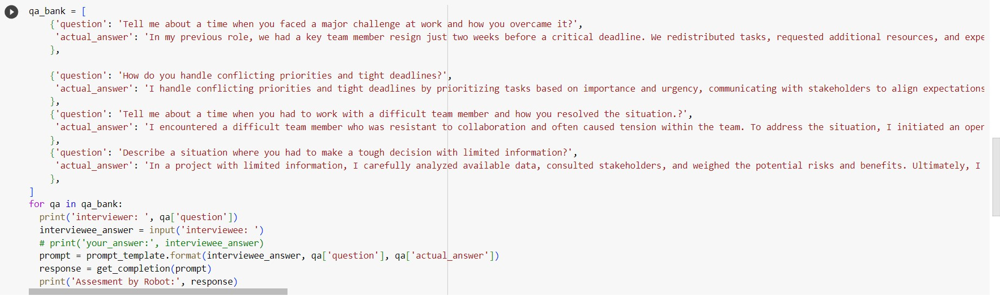 qa_bank = [
{'question': 'Tell me about a time when you faced a major challenge at work and how you overcame it?',
'actual_answer': 'In my previous role, we had a key team member resign just two weeks before a critical deadline. We redistributed tasks, requested additional resources, and expe
},
{'question': 'How do you handle conflicting priorities and tight deadlines?',
'actual_answer': 'I handle conflicting priorities and tight deadlines by prioritizing tasks based on importance and urgency, communicating with stakeholders to align expectations
},
{'question': 'Tell me about a time when you had to work with a difficult team member and how you resolved the situation.?',
'actual_answer': 'I encountered a difficult team member who was resistant to collaboration and often caused tension within the team. To address the situation, I initiated an oper
},
{'question': 'Describe a situation where you had to make a tough decision with limited information?',
'actual_answer': 'In a project with limited information, I carefully analyzed available data, consulted stakeholders, and weighed the potential risks and benefits. Ultimately, I
},
]
for qa in qa_bank:
print('interviewer: ', qa['question'])
interviewee_answer = input('interviewee: ')
# print('your_answer:', interviewee_answer)
prompt = prompt_template.format(interviewee_answer, qa['question'], qa['actual_answer'])
response = get_completion(prompt)
print('Assesment by Robot:', response)